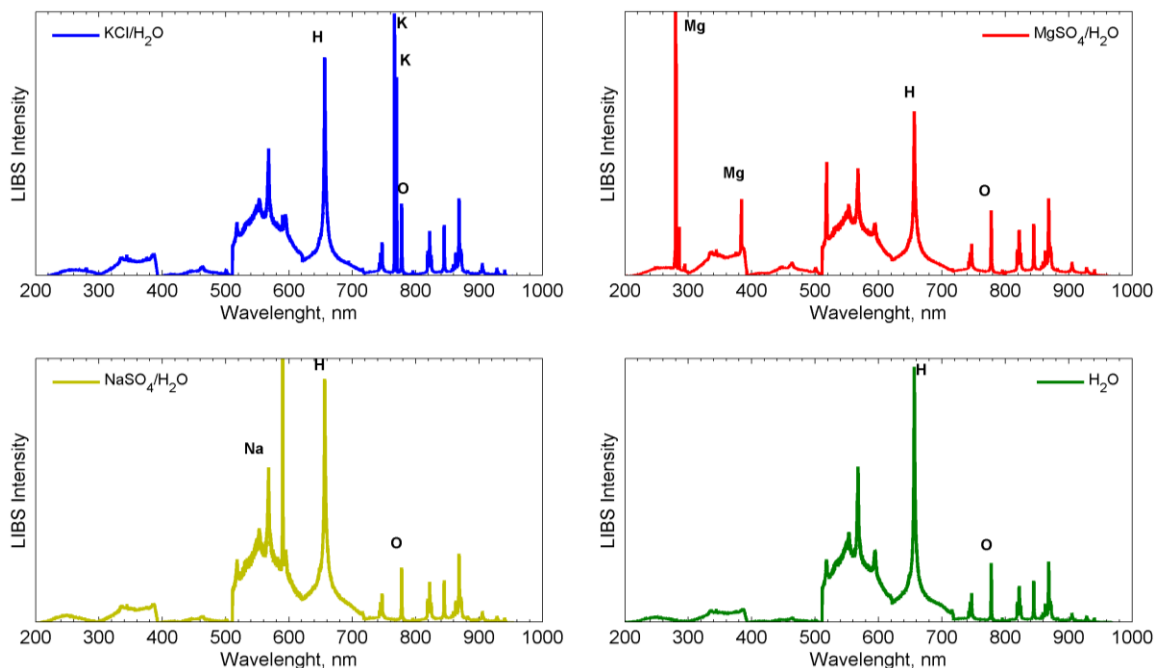 KCl/H2O
K
K
H
O
LIBS Intensity
200 300 400 500 600 700 800 900 1000
Wavelenght, nm
MgSO4/H2O
Mg
Mg
H
O
LIBS Intensity
200 300 400 500 600 700 800 900 1000
Wavelenght, nm
NaSO4/H2O
H
Na
O
LIBS Intensity
200 300 400 500 600 700 800 900 1000
Wavelenght, nm
H2O
H
O
LIBS Intensity
200 300 400 500 600 700 800 900 1000
Wavelenght, nm